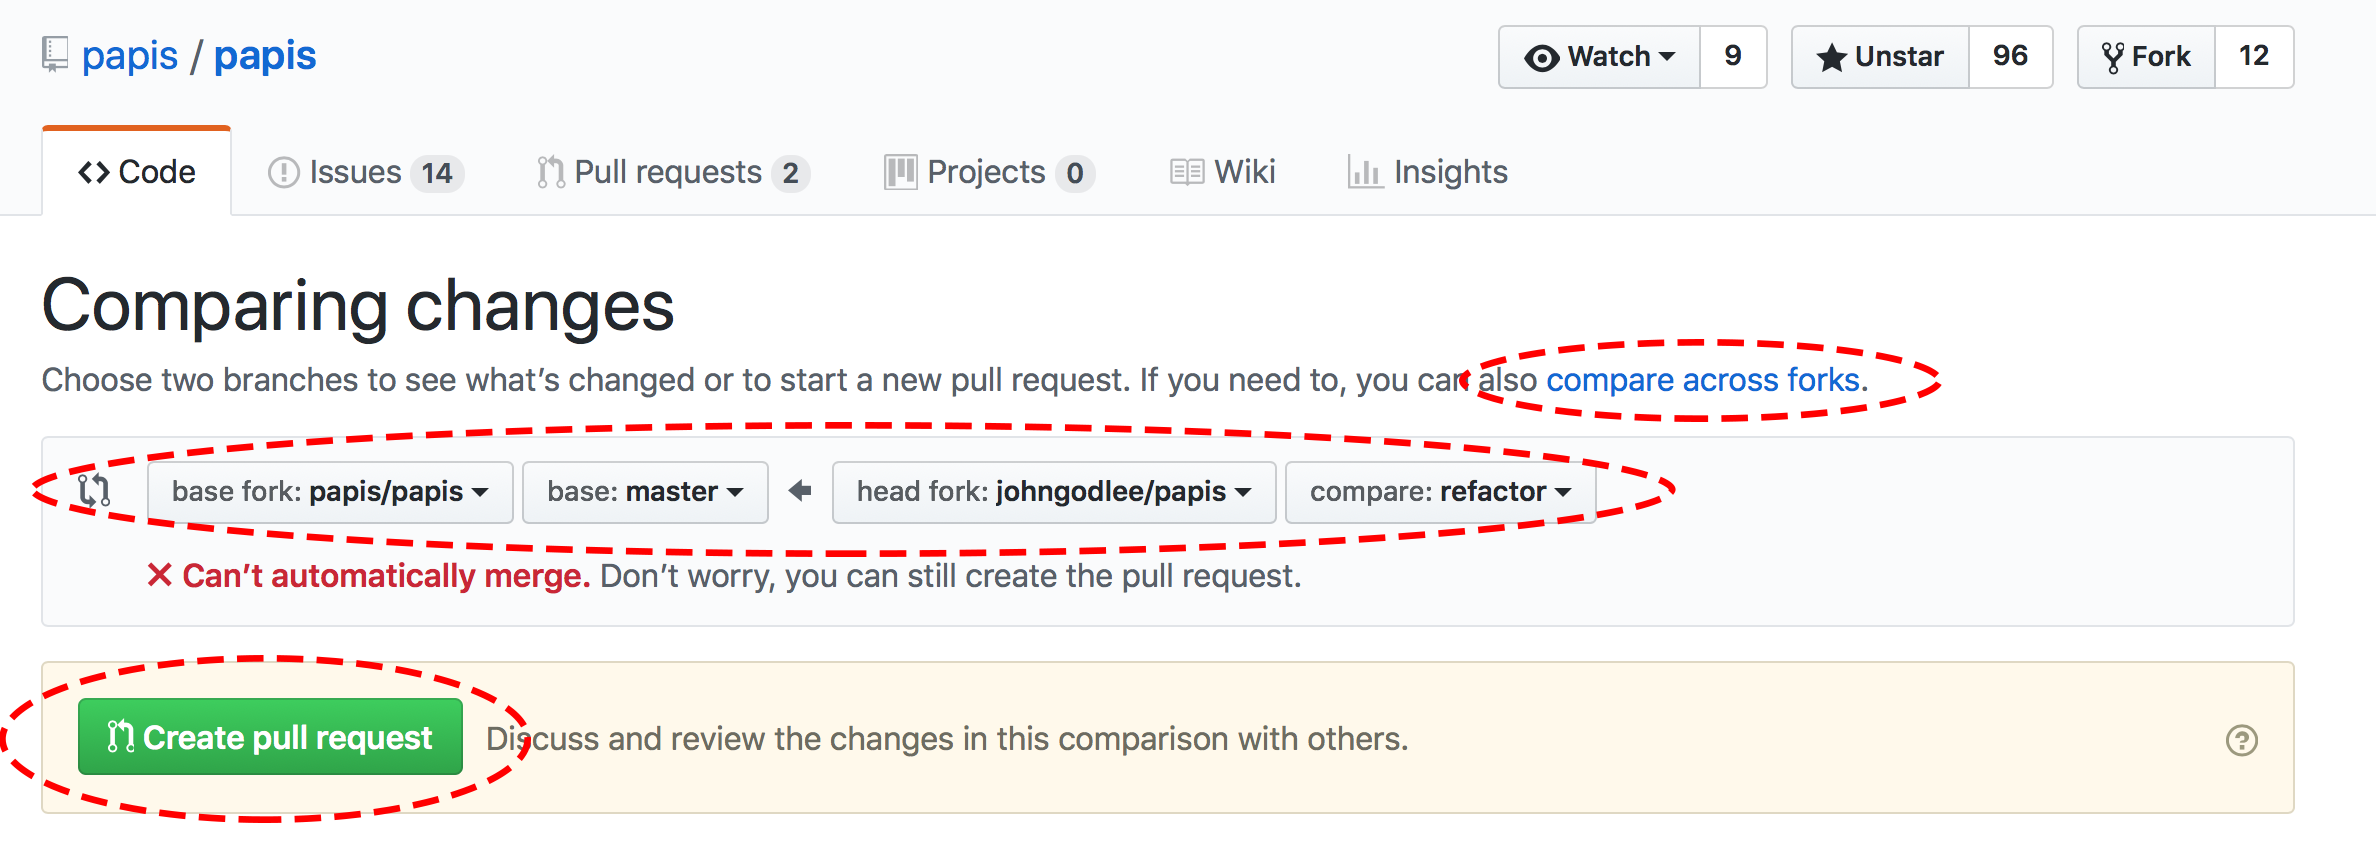 papis / papis
Watch 9 Unstar 96 Fork 12
Code Issues 14 Pull requests 2 Projects 0 Wiki Insights
Comparing changes
Choose two branches to see what’s changed or to start a new pull request. If you need to, you can also compare across forks.
base fork: papis/papis base: master head fork: johngodlee/papis compare: refactor
Can’t automatically merge. Don’t worry, you can still create the pull request.
Create pull request Discuss and review the changes in this comparison with others.